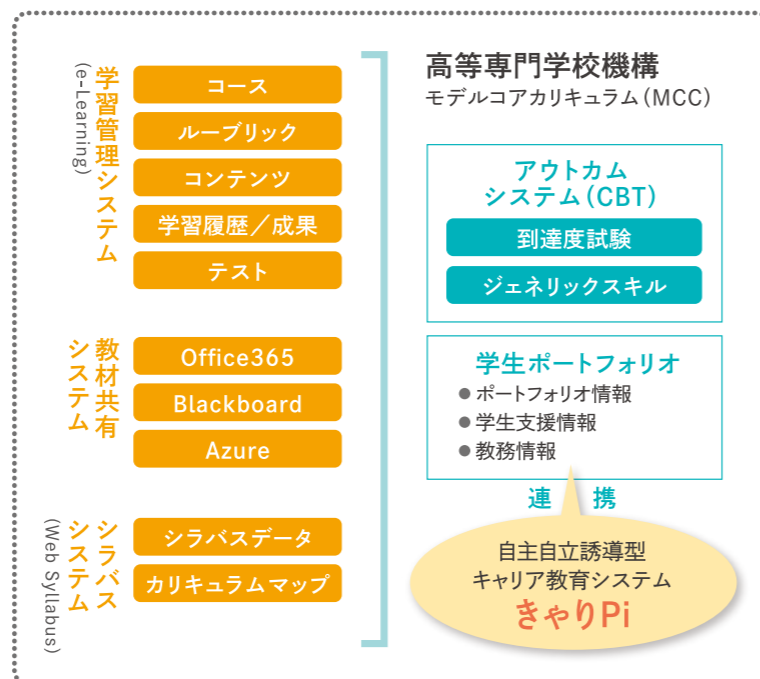 学習管理システム
(e-Learning)
コース
ルーブリック
コンテンツ
学習履歴／成果
テスト
教材共有
システム
Office365
Blackboard
Azure
シラバス
システム
(Web Syllabus)
シラバスデータ
カリキュラムマップ
高等専門学校機構
モデルコアカリキュラム（MCC）
アウトカム
システム（CBT）
到達度試験
ジェネリックスキル
学生ポートフォリオ
● ポートフォリオ情報
● 学生支援情報
● 教務情報
連 携
自主自立誘導型
キャリア教育システム
きゃりPi